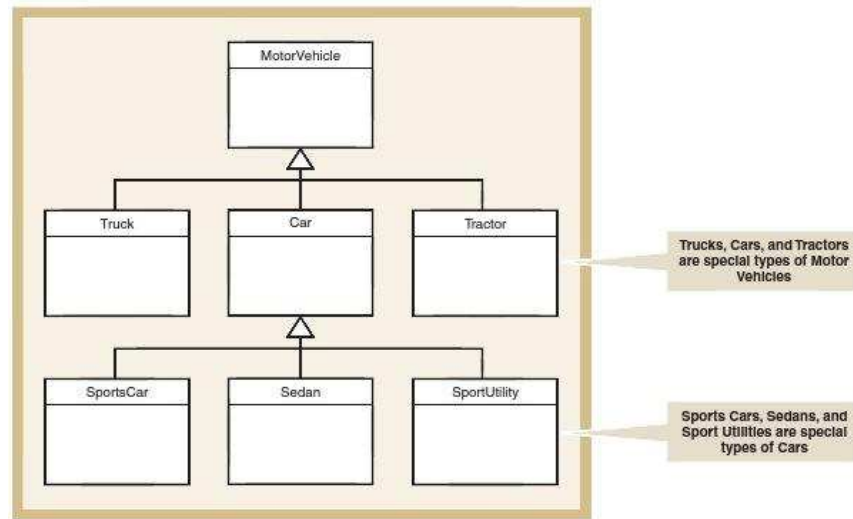 MotorVehicle
Truck
Car
Tractor
Trucks, Cars, and Tractors
are special types of Motor
Vehicles
SportsCar
Sedan
SportUtility
Sports Cars, Sedans, and
Sport Utilities are special
types of Cars